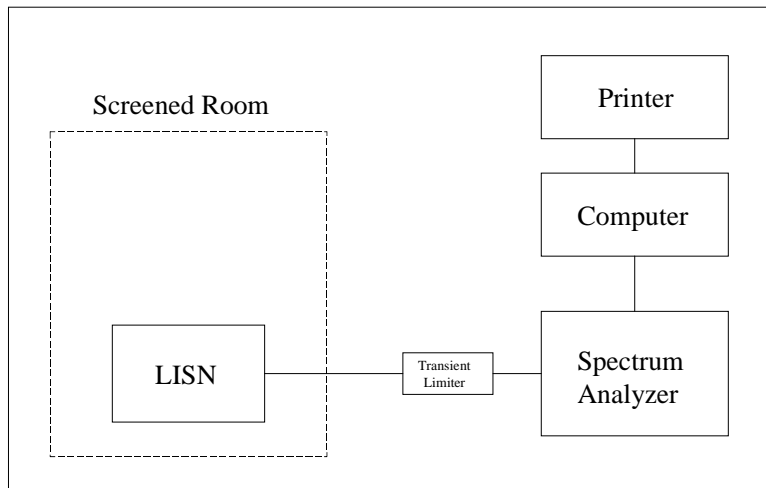 Screened Room
Printer
Computer
LISN
Transient
Limiter
Spectrum
Analyzer